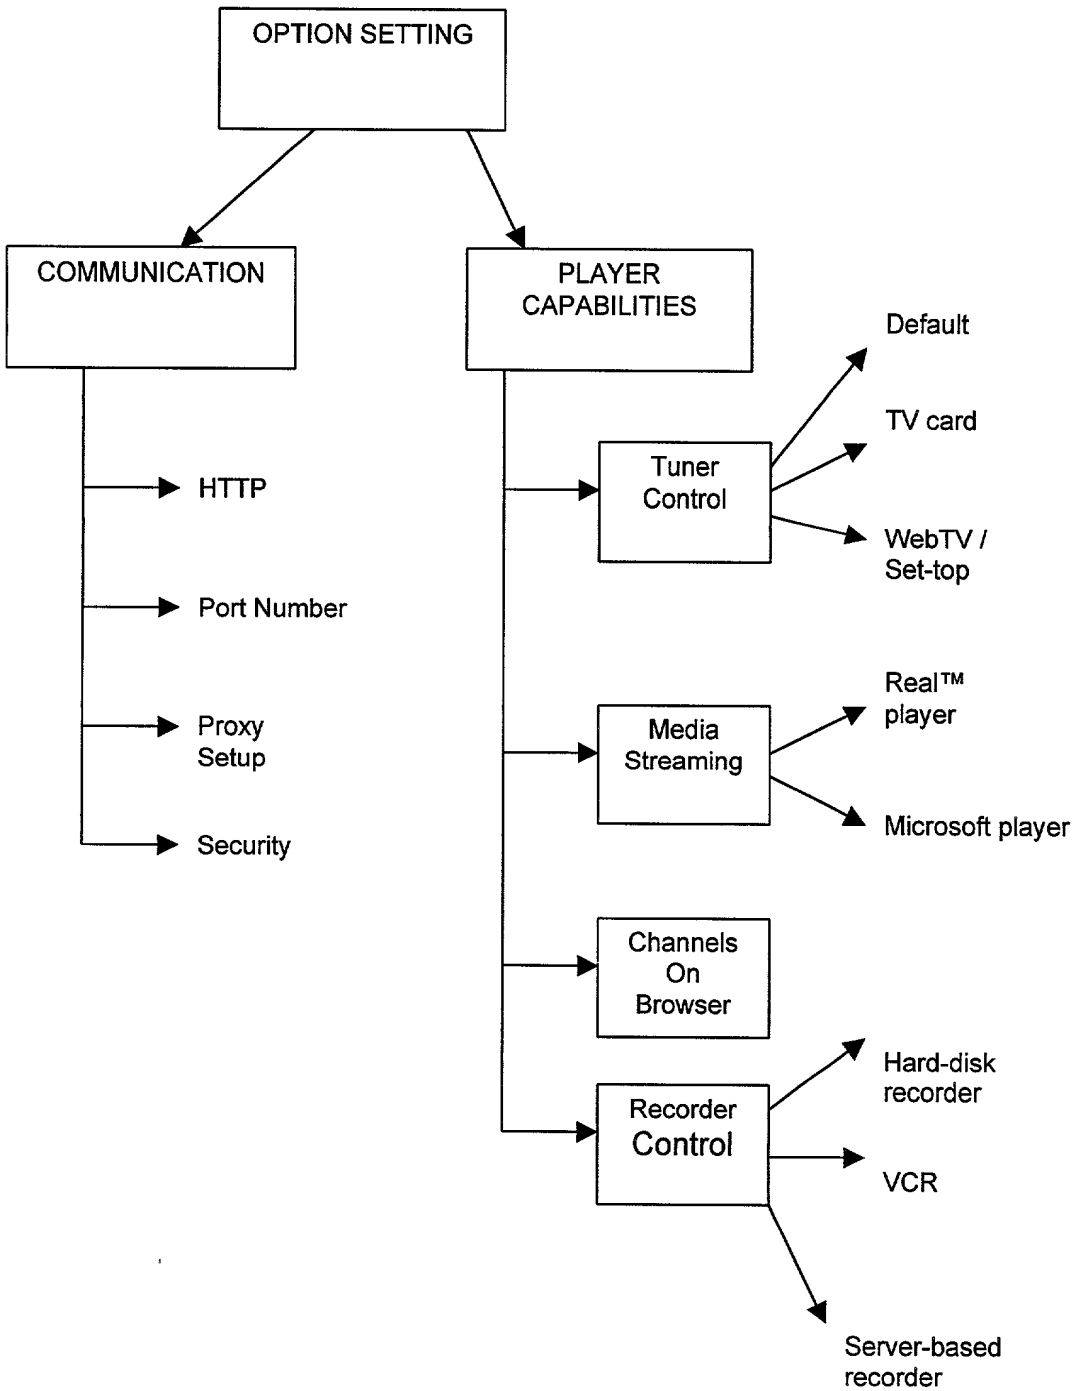 OPTION SETTING
COMMUNICATION
HTTP
Port Number
Proxy
Setup
Security
PLAYER
CAPABILITIES
Tuner
Control
Default
TV card
WebTV /
Set-top
Media
Streaming
Real™
player
Microsoft player
Channels
On
Browser
Recorder
Control
Hard-disk
recorder
VCR
Server-based
recorder